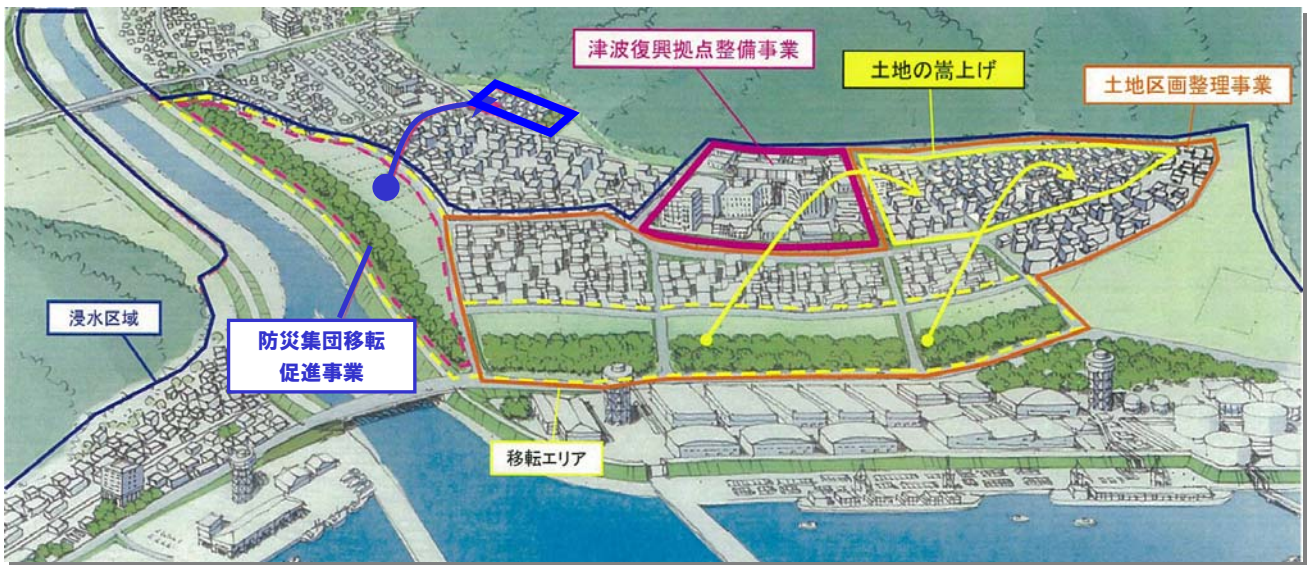 津波復興拠点整備事業
土地の嵩上げ
土地区画整理事業
浸水区域
防災集団移転
促進事業
移転エリア